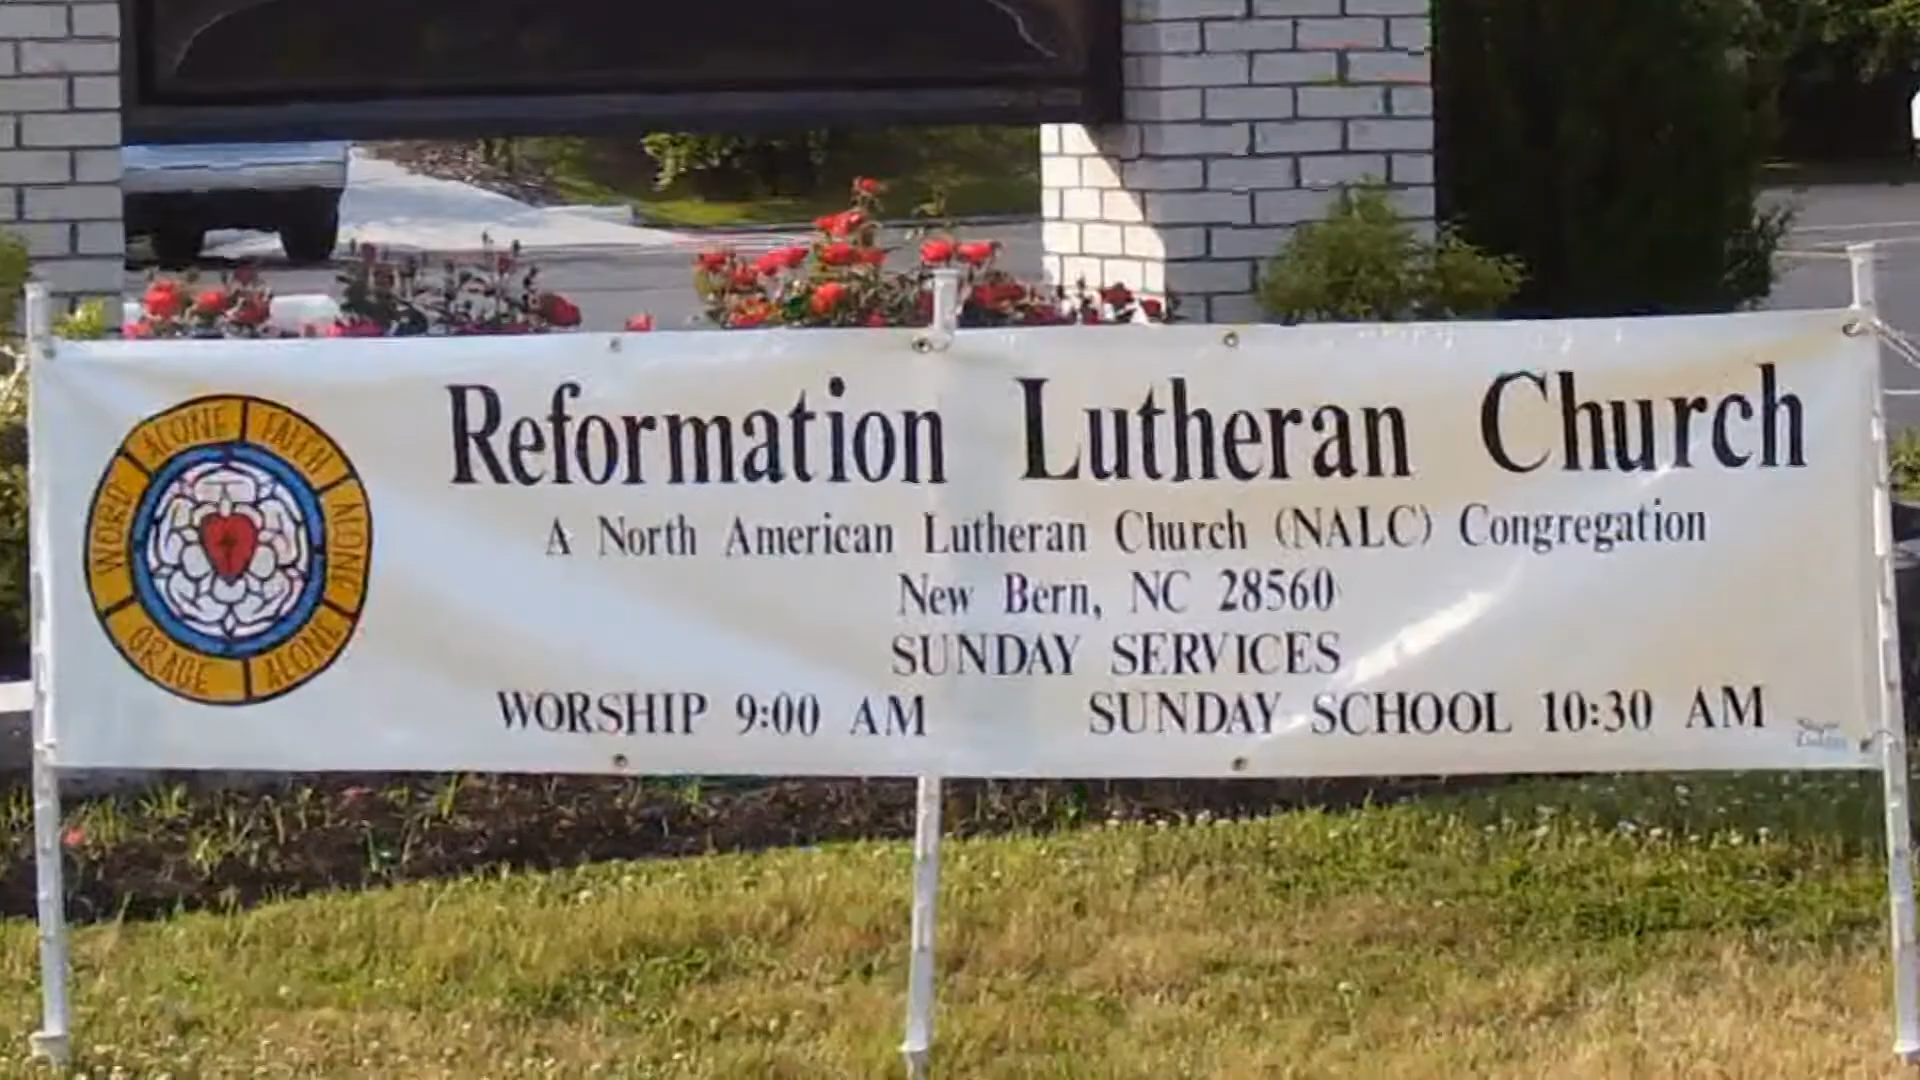 WORD ALONE FAITH ALONE GRACE ALONE
Reformation Lutheran Church
A North American Lutheran Church (NALC) Congregation
New Bern, NC 28560
SUNDAY SERVICES
WORSHIP 9:00 AM SUNDAY SCHOOL 10:30 AM